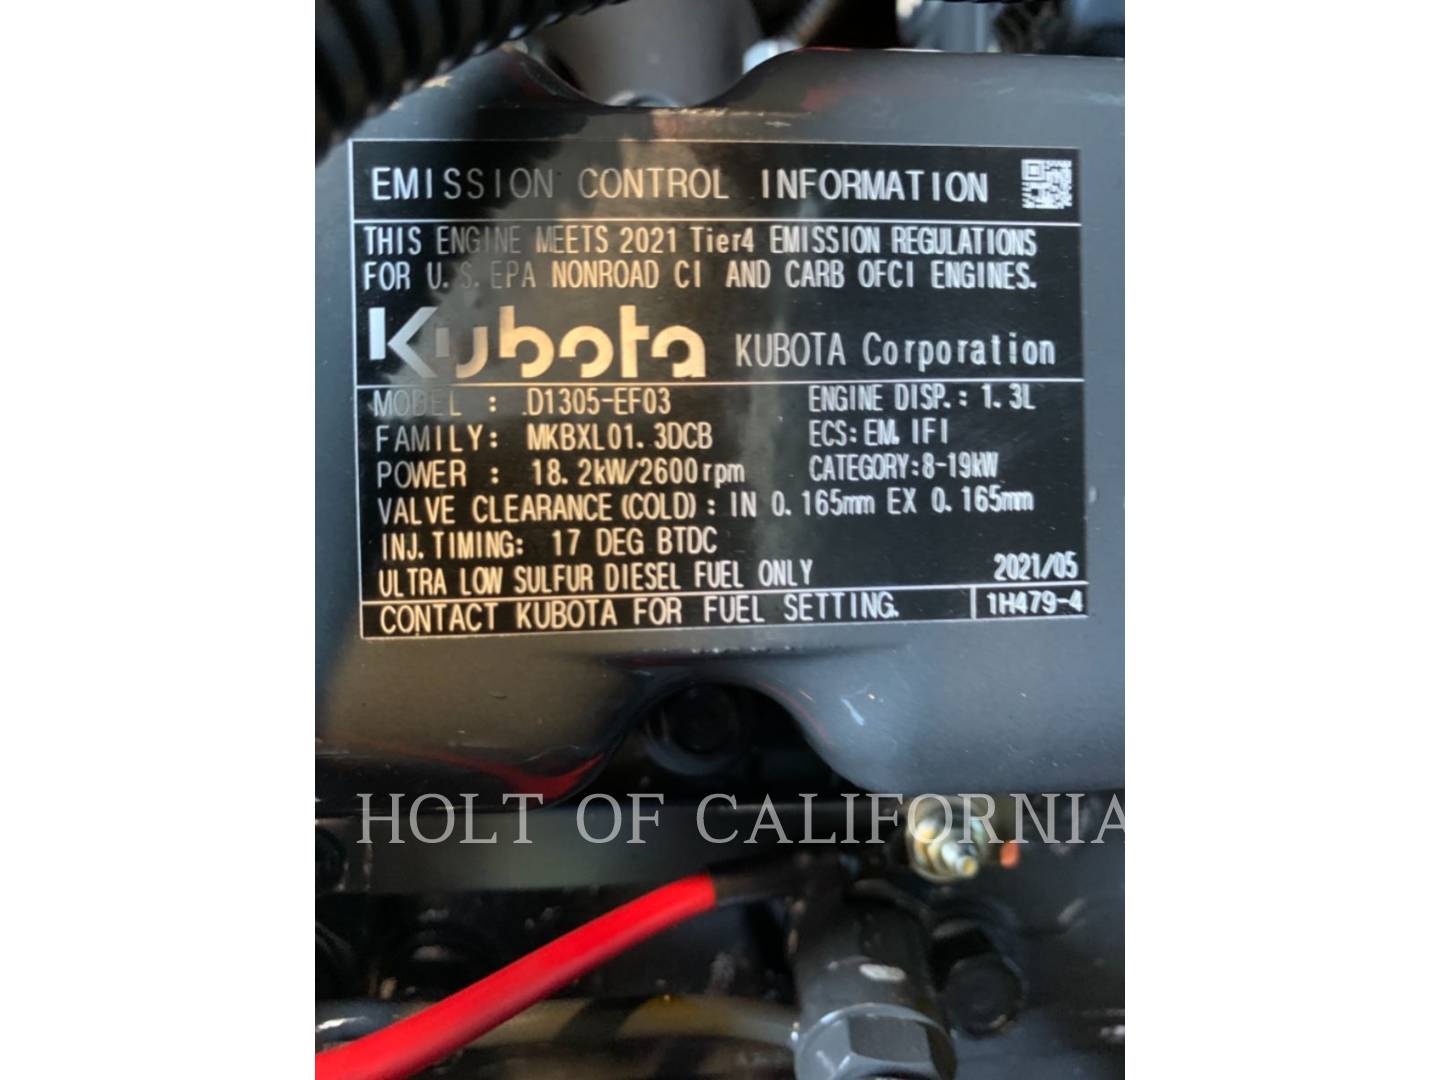 EMISSION CONTROL INFORMATION
THIS ENGINE MEETS 2021 Tier4 EMISSION REGULATIONS
FOR U.S.EPA NONROAD CI AND CARB OFCI ENGINES.
Kubota KUBOTA Corporation
MODEL : D1305-EF03 ENGINE DISP.: 1.3L
FAMILY: MKBXL01.3DCB ECS:EM,IFI
POWER : 18.2kW/2600rpm CATEGORY:8-19kW
VALVE CLEARANCE(COLD): IN 0.165mm EX 0.165mm
INJ.TIMING: 17 DEG BTDC
ULTRA LOW SULFUR DIESEL FUEL ONLY 2021/05
CONTACT KUBOTA FOR FUEL SETTING. 1H479-4
HOLT OF CALIFORNIA